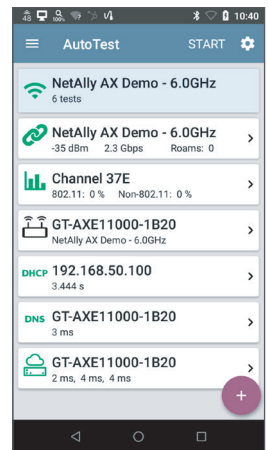 48 100% 10:40
AutoTest START
NetAlly AX Demo - 6.0GHz
6 tests
NetAlly AX Demo - 6.0GHz
-35 dBm 2.3 Gbps Roams: 0
Channel 37E
802.11: 0 % Non-802.11: 0 %
GT-AXE11000-1B20
NetAlly AX Demo - 6.0GHz
DHCP 192.168.50.100
3.444 s
DNS GT-AXE11000-1B20
3 ms
GT-AXE11000-1B20
2 ms, 4 ms, 4 ms
+